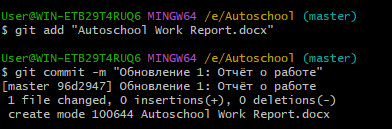 User@WIN-ETB29T4RUQ6 MINGW64 /e/Autoschool (master)
$ git add "Autoschool Work Report.docx"
User@WIN-ETB29T4RUQ6 MINGW64 /e/Autoschool (master)
$ git commit -m "Обновление 1: Отчёт о работе"
[master 96d2947] Обновление 1: Отчёт о работе
1 file changed, 0 insertions(+), 0 deletions(-)
create mode 100644 Autoschool Work Report.docx